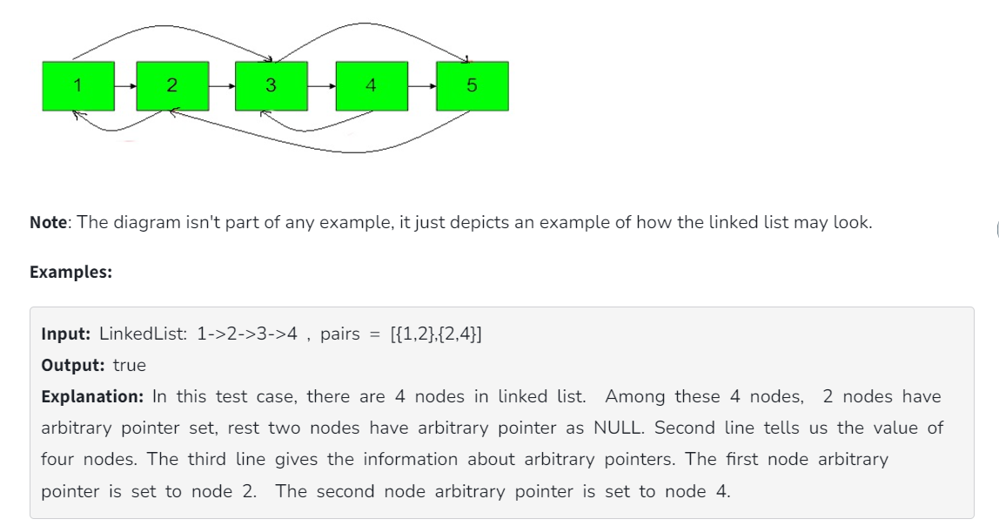 1 2 3 4 5
Note: The diagram isn't part of any example, it just depicts an example of how the linked list may look.
Examples:
Input: LinkedList: 1->2->3->4 , pairs = [{1,2},{2,4}]
Output: true
Explanation: In this test case, there are 4 nodes in linked list. Among these 4 nodes, 2 nodes have
arbitrary pointer set, rest two nodes have arbitrary pointer as NULL. Second line tells us the value of
four nodes. The third line gives the information about arbitrary pointers. The first node arbitrary
pointer is set to node 2. The second node arbitrary pointer is set to node 4.